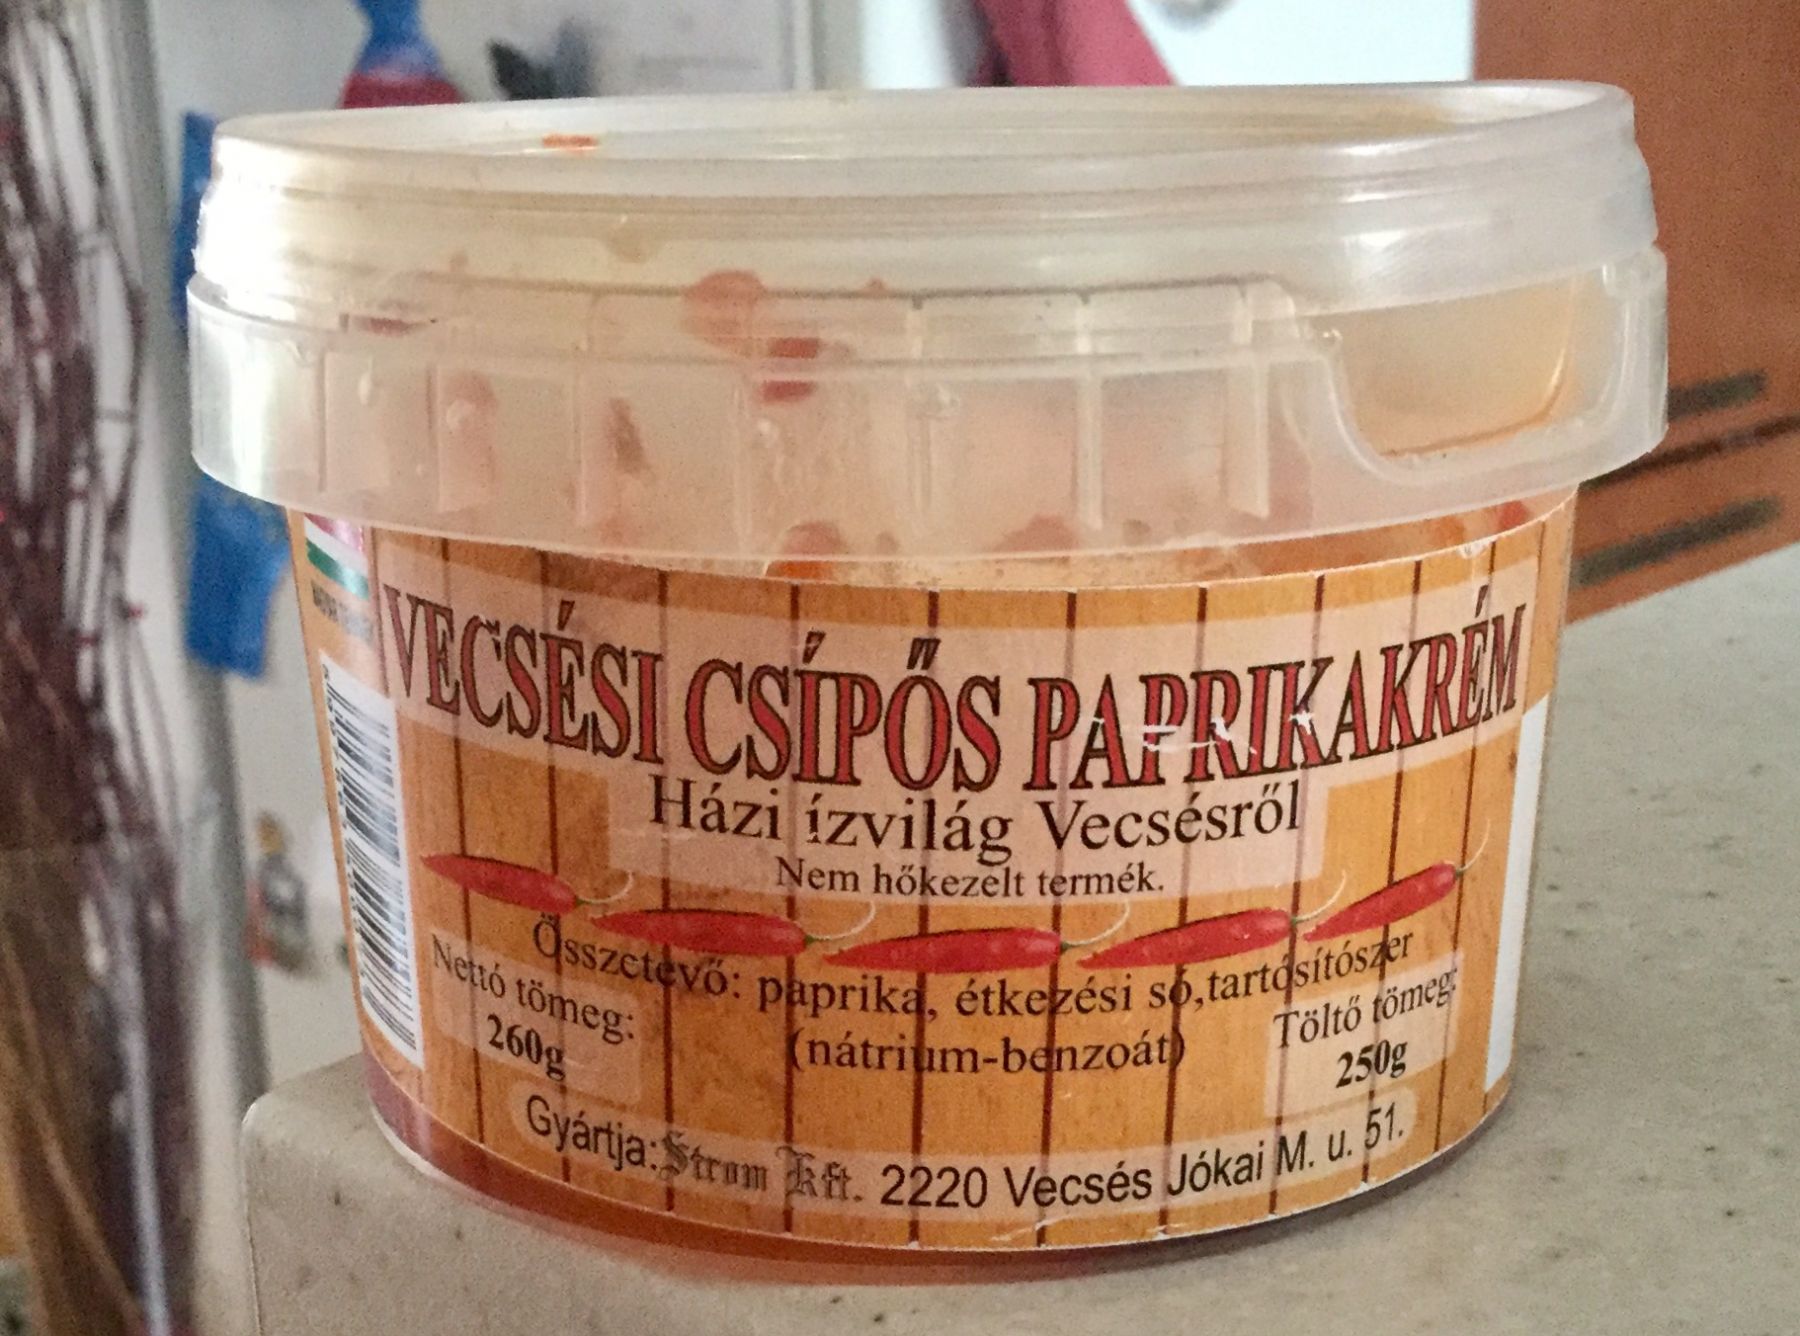 VECSÉSI CSÍPŐS PAPRIKAKRÉM
Házi ízvilág Vecsésről
Nem hőkezelt termék.
Összetevő: paprika, étkezési só,tartósítószer
(nátrium-benzoát)
Nettó tömeg:
260g
Töltő tömeg:
250g
Gyártja:Strom Kft. 2220 Vecsés Jókai M. u. 51.